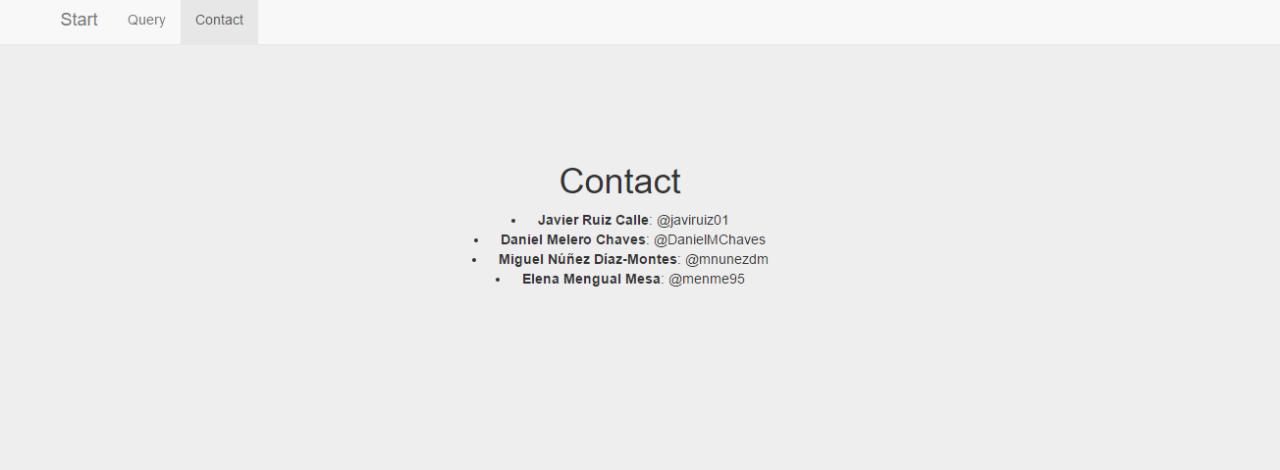 Start Query Contact
Contact
• Javier Ruiz Calle: @javiruiz01
• Daniel Melero Chaves: @DanielMChaves
• Miguel Núñez Díaz-Montes: @mnunezdm
• Elena Mengual Mesa: @menme95